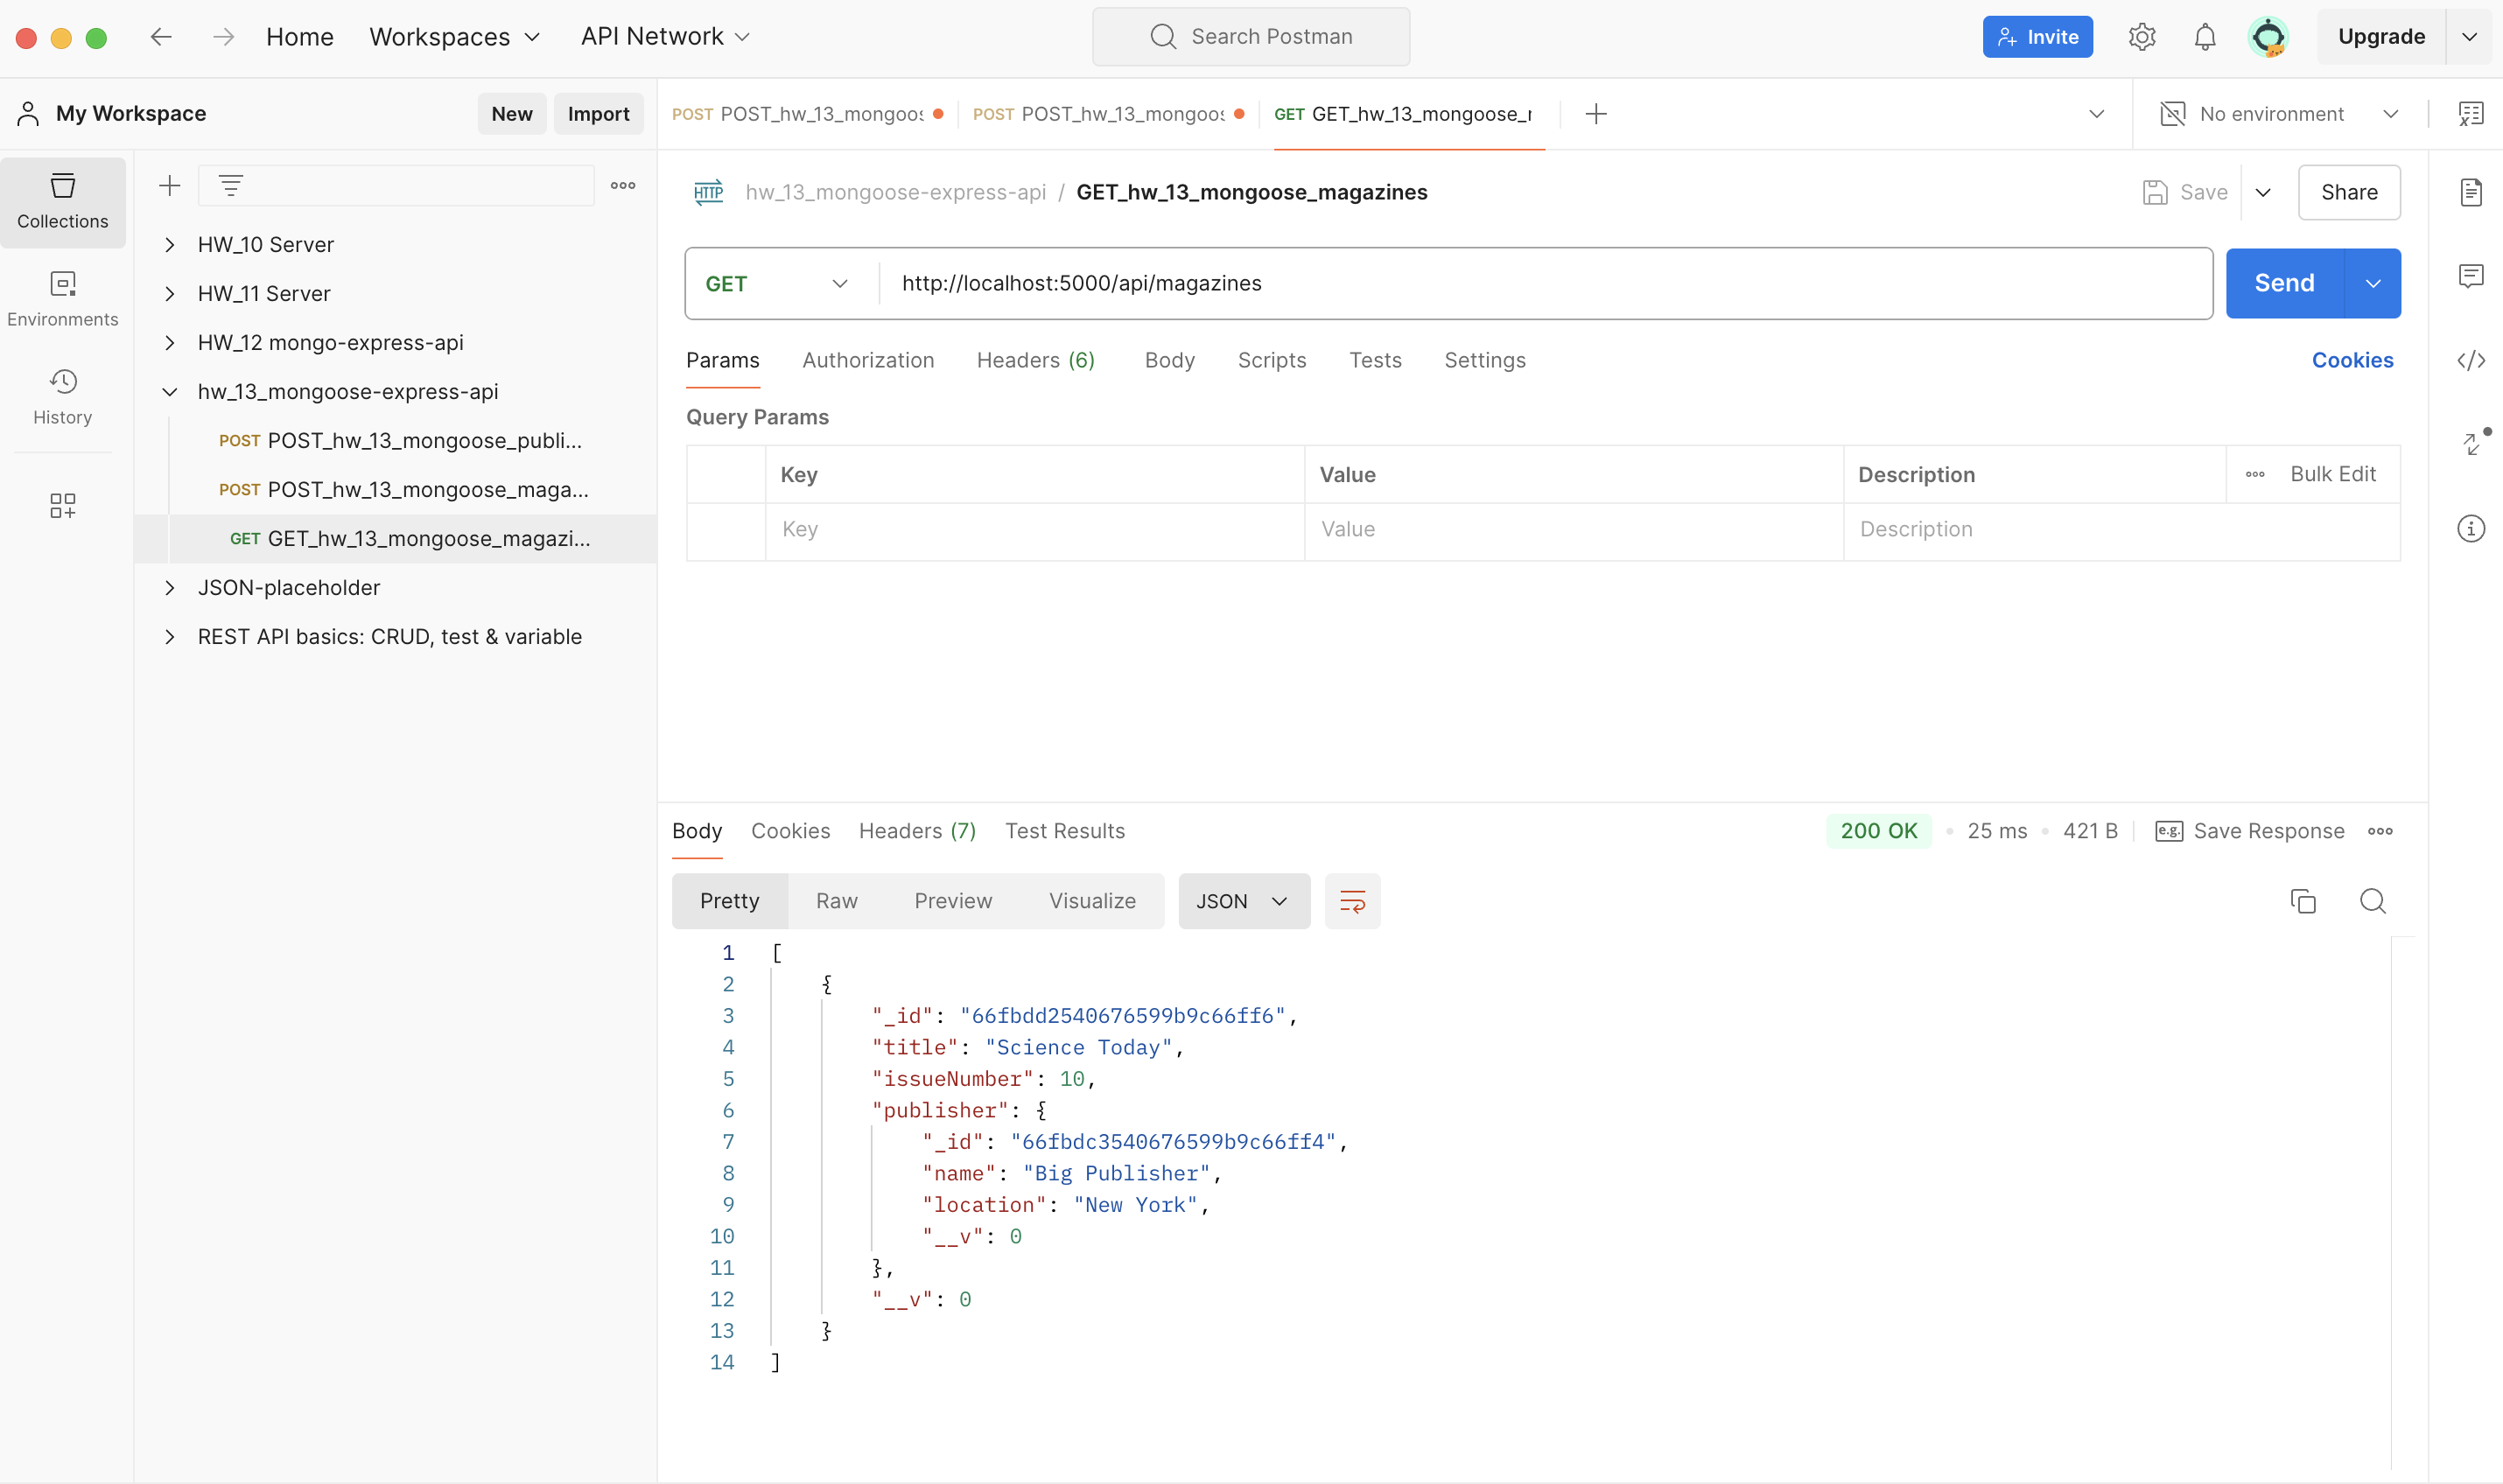 Home Workspaces API Network Search Postman Invite Upgrade
My Workspace New Import
POST POST_hw_13_mongoos POST POST_hw_13_mongoos GET GET_hw_13_mongoose_r No environment
Collections
Environments
History
HW_10 Server
HW_11 Server
HW_12 mongo-express-api
hw_13_mongoose-express-api
POST POST_hw_13_mongoose_publi...
POST POST_hw_13_mongoose_maga...
GET GET_hw_13_mongoose_magazi...
JSON-placeholder
REST API basics: CRUD, test & variable
HTTP hw_13_mongoose-express-api / GET_hw_13_mongoose_magazines Save Share
GET http://localhost:5000/api/magazines Send
Params Authorization Headers (6) Body Scripts Tests Settings Cookies
Query Params
Key Value Description Bulk Edit
Key Value Description
Body Cookies Headers (7) Test Results 200 OK 25 ms 421 B e.g. Save Response
Pretty Raw Preview Visualize JSON
1 [
2 {
3 "_id": "66fbdd2540676599b9c66ff6",
4 "title": "Science Today",
5 "issueNumber": 10,
6 "publisher": {
7 "_id": "66fbdc3540676599b9c66ff4",
8 "name": "Big Publisher",
9 "location": "New York",
10 "__v": 0
11 },
12 "__v": 0
13 }
14 ]